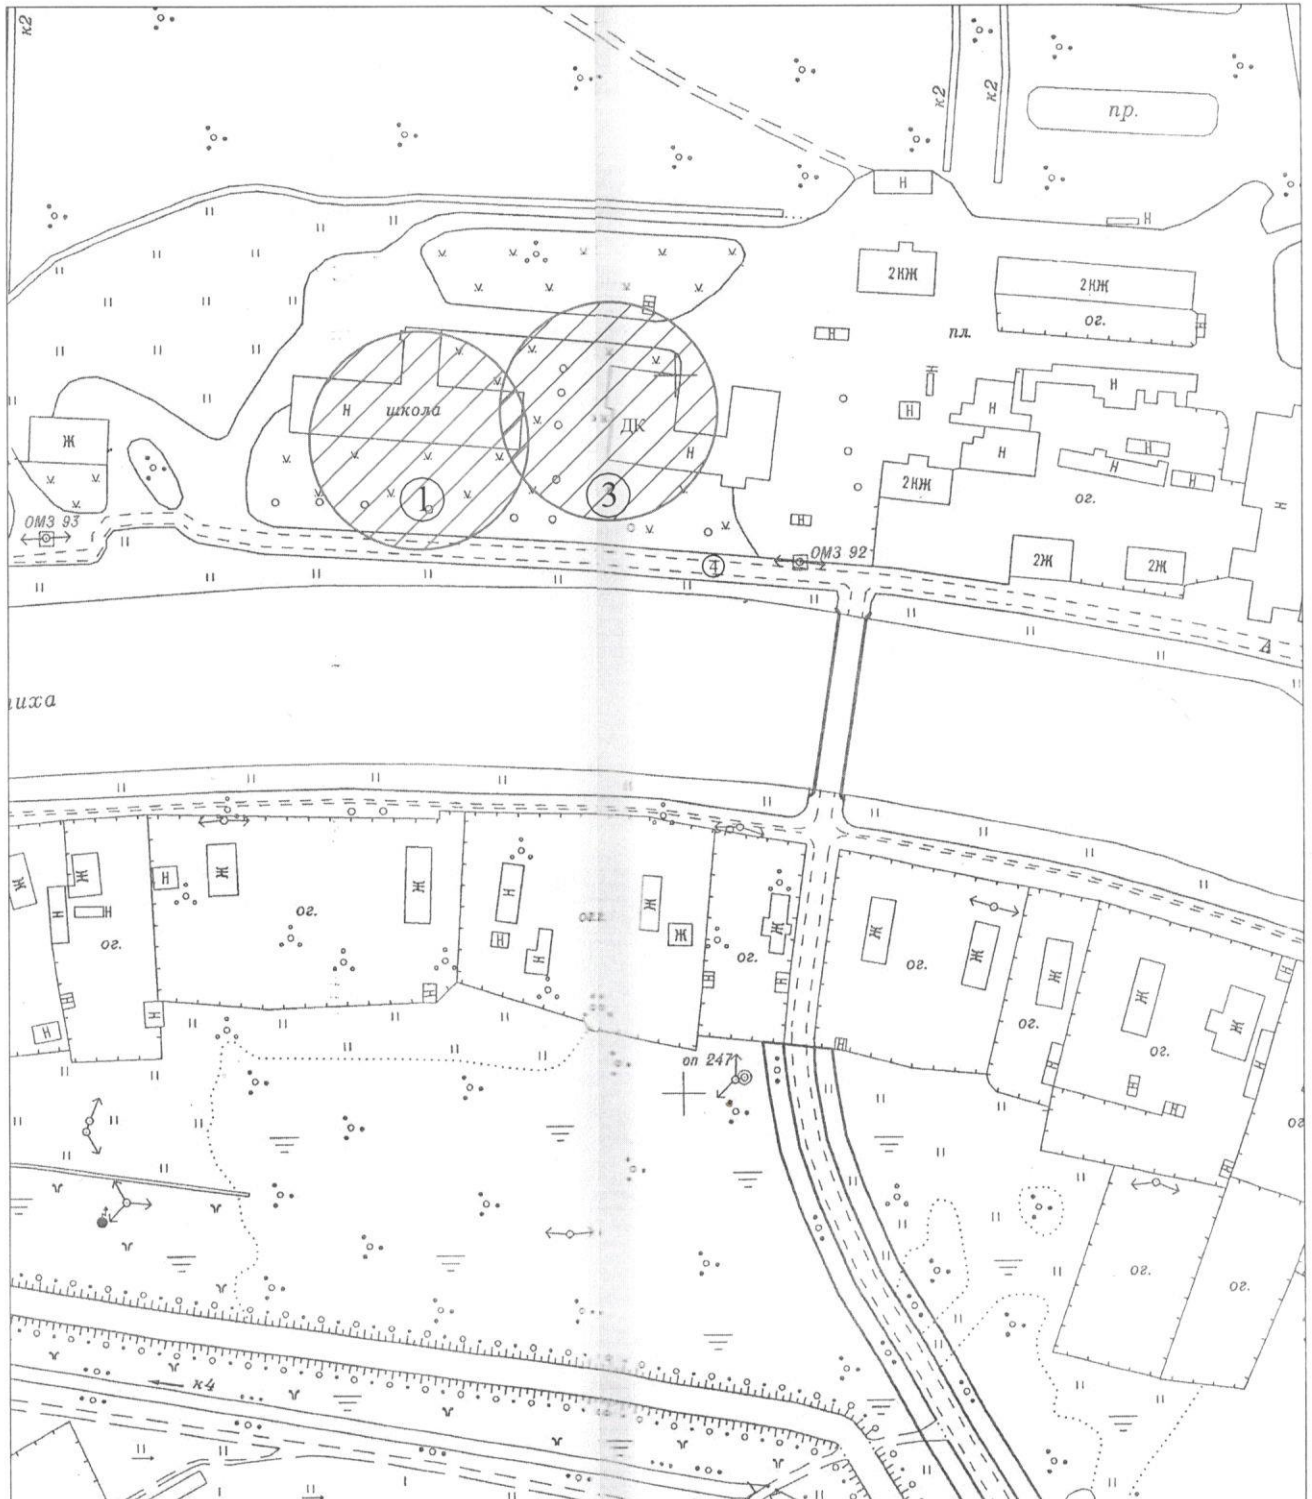 к2
к2
к2
пр.
Н
Н
2КЖ
2КЖ
ог.
Н
пл.
Н
Н
Н
Н
Н
школа
Н
ДК
Н
Ж
Н
Н
Н
Н
2КЖ
ог.
Н
1
3
ОМЗ 93
Н
ОМЗ 92
2Ж
2Ж
4
А
иха
Ж
Ж
Н
Ж
Ж
Н
Ж
Н
Н
ог.
ог.
Ж
Ж
Ж
Ж
Ж
Н
Н
ог.
ог.
Ж
Н
Н
Н
Н
Н
Н
Ж
Ж
ог.
ог.
Н
Н
оп 247
Н
Н
Н
Н
ог
Н
ог.
ог.
к4